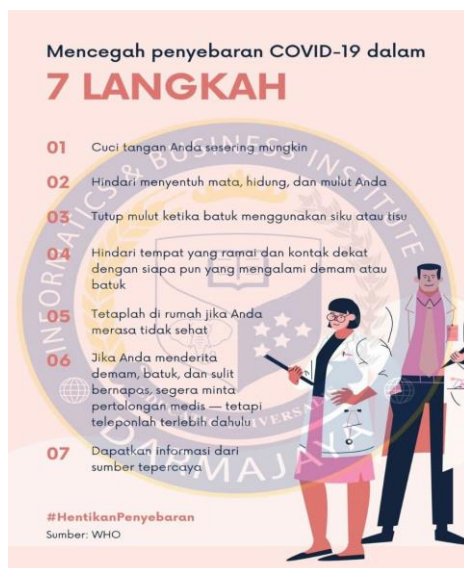 Mencegah penyebaran COVID-19 dalam
7 LANGKAH
01 Cuci tangan Anda sesering mungkin
02 Hindari menyentuh mata, hidung, dan mulut Anda
03 Tutup mulut ketika batuk menggunakan siku atau tisu
04 Hindari tempat yang ramai dan kontak dekat
dengan siapa pun yang mengalami demam atau
batuk
05 Tetaplah di rumah jika Anda
merasa tidak sehat
06 Jika Anda menderita
demam, batuk, dan sulit
bernapas, segera minta
pertolongan medis — tetapi
teleponlah terlebih dahulu
07 Dapatkan informasi dari
sumber tepercaya
#HentikanPenyebaran
Sumber: WHO
INFORMATICS & BUSINESS INSTITUTE
DARMAJAYA